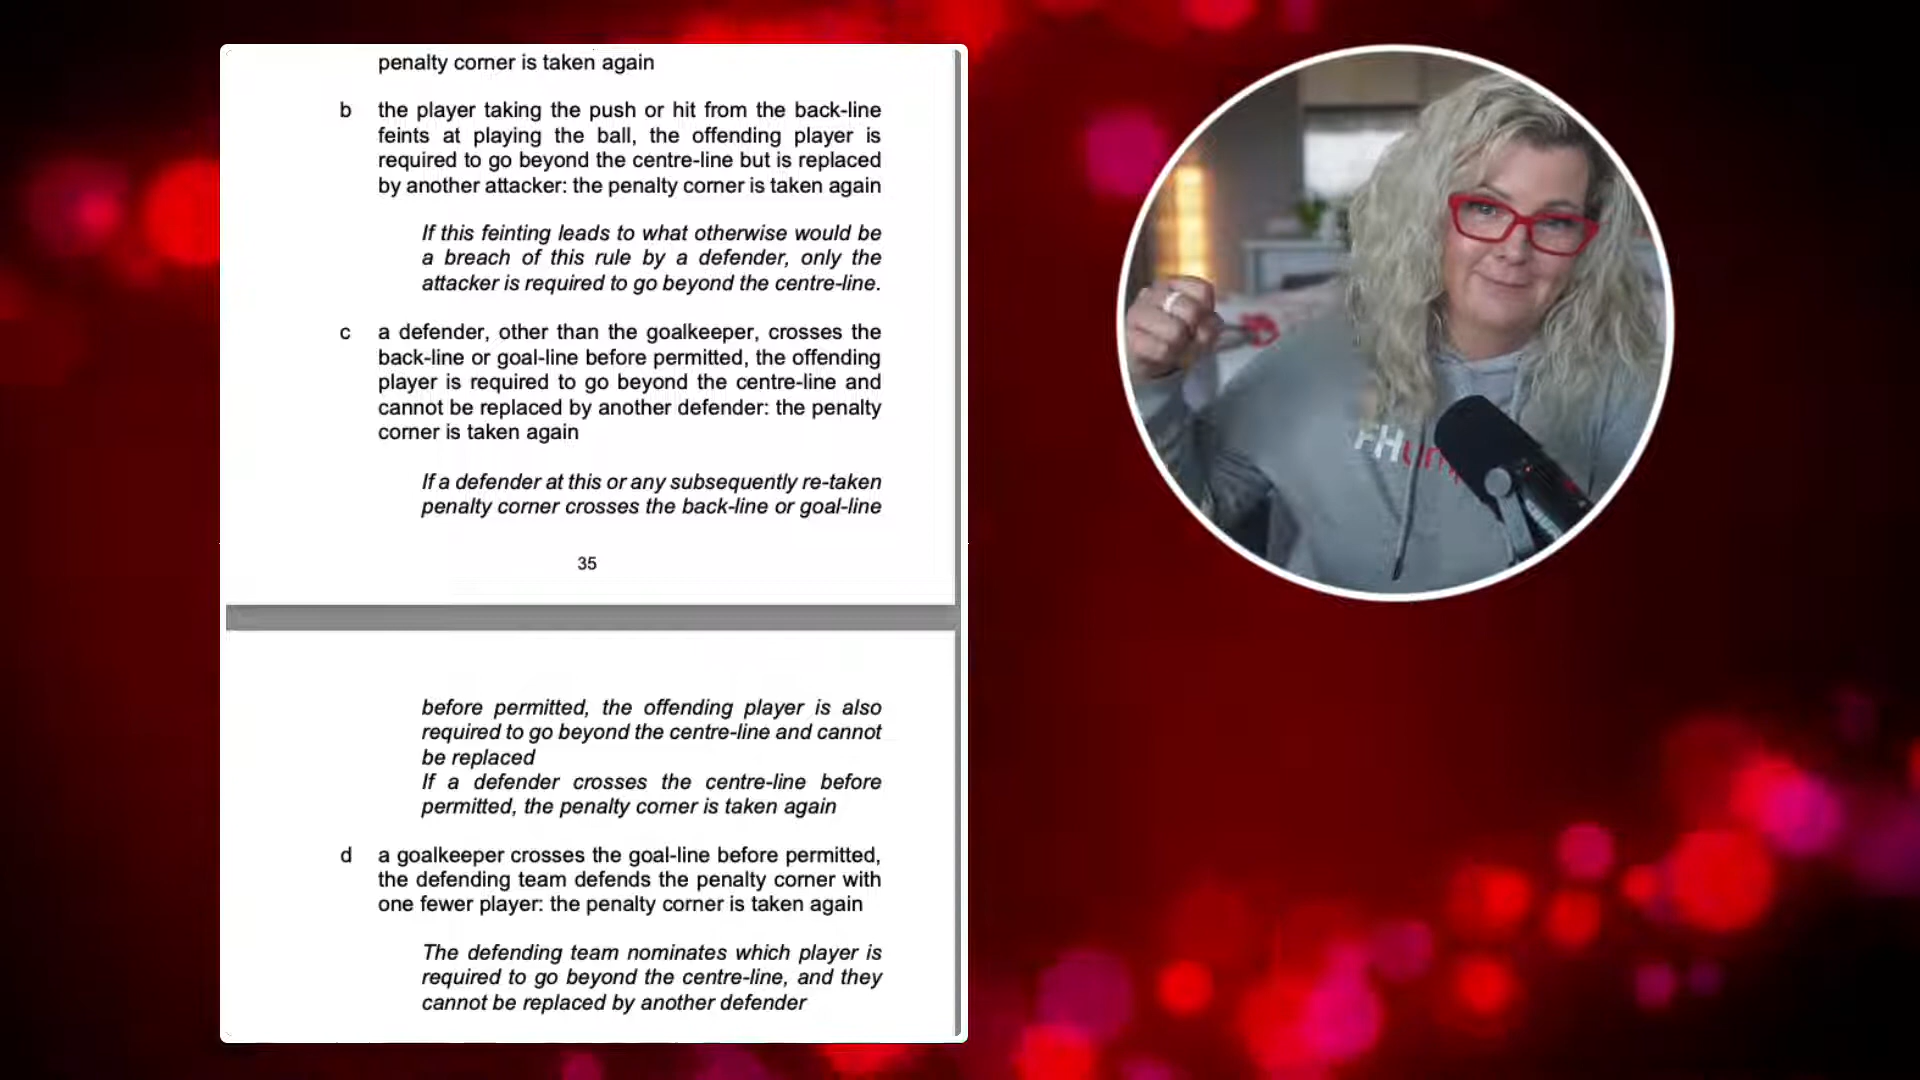 penalty corner is taken again
b the player taking the push or hit from the back-line
feints at playing the ball, the offending player is
required to go beyond the centre-line but is replaced
by another attacker: the penalty corner is taken again
If this feinting leads to what otherwise would be
a breach of this rule by a defender, only the
attacker is required to go beyond the centre-line.
c a defender, other than the goalkeeper, crosses the
back-line or goal-line before permitted, the offending
player is required to go beyond the centre-line and
cannot be replaced by another defender: the penalty
corner is taken again
If a defender at this or any subsequently re-taken
penalty corner crosses the back-line or goal-line
35
before permitted, the offending player is also
required to go beyond the centre-line and cannot
be replaced
If a defender crosses the centre-line before
permitted, the penalty corner is taken again
d a goalkeeper crosses the goal-line before permitted,
the defending team defends the penalty corner with
one fewer player: the penalty corner is taken again
The defending team nominates which player is
required to go beyond the centre-line, and they
cannot be replaced by another defender